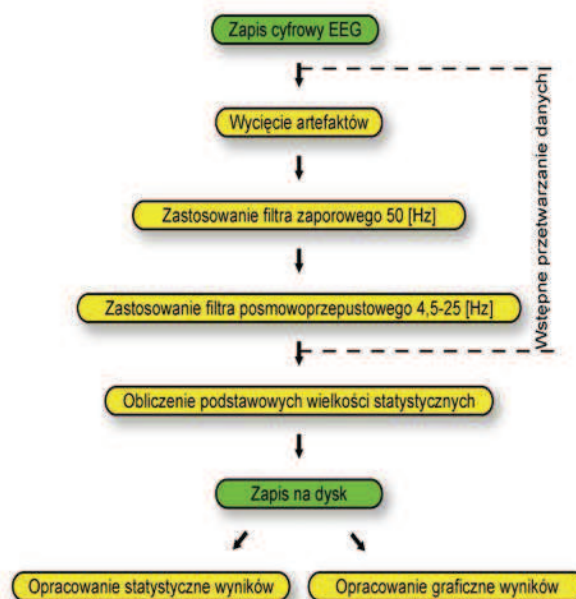 Zapis cyfrowy EEG
Wycięcie artefaktów
Zastosowanie filtra zaporowego 50 [Hz]
Zastosowanie filtra posmowoprzepustowego 4,5-25 [Hz]
Wstępne przetwarzanie danych
Obliczenie podstawowych wielkości statystycznych
Zapis na dysk
Opracowanie statystyczne wyników
Opracowanie graficzne wyników